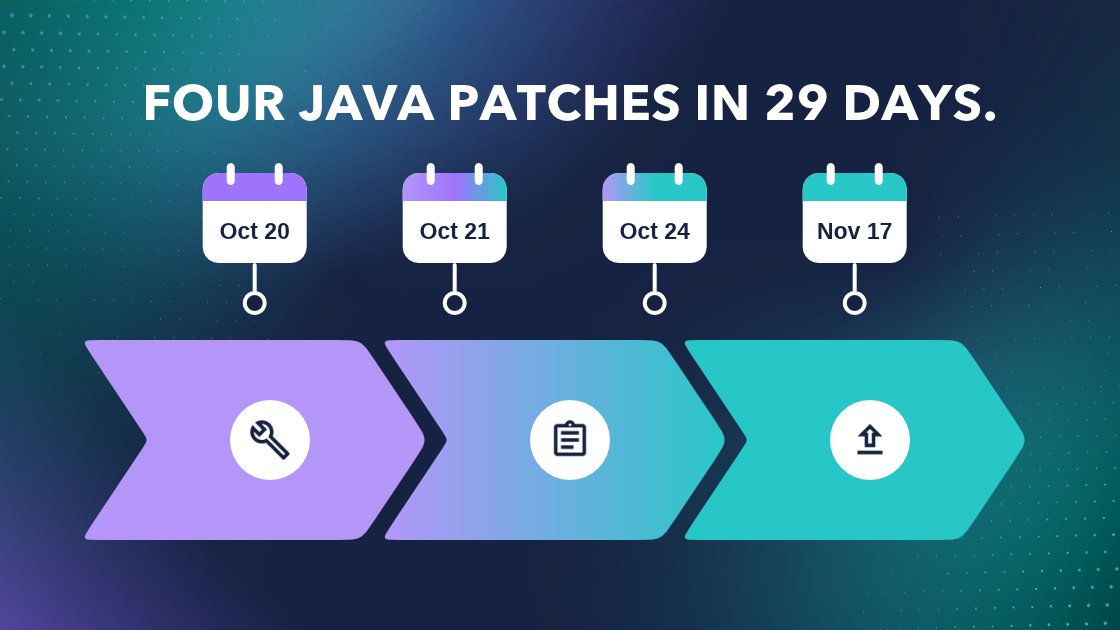 FOUR JAVA PATCHES IN 29 DAYS.
Oct 20
Oct 21
Oct 24
Nov 17